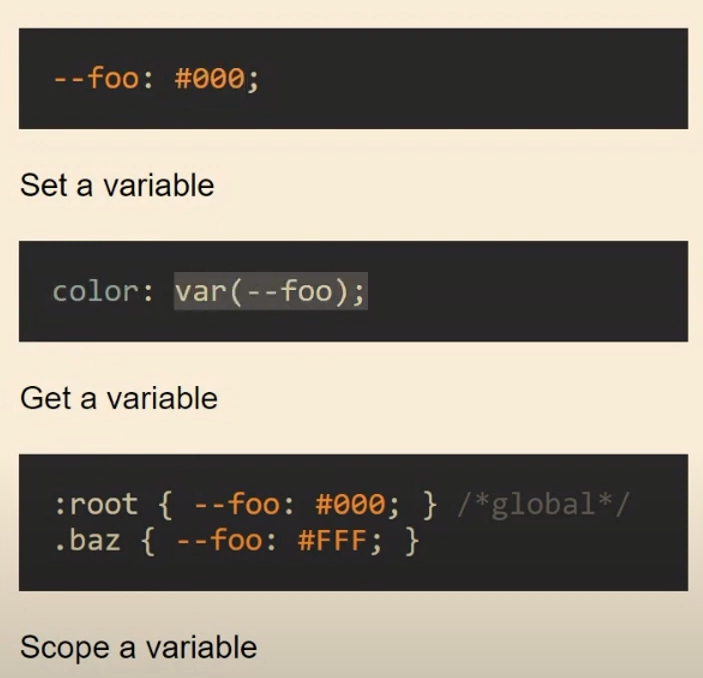 --foo: #000;
Set a variable
color: var(--foo);
Get a variable
:root { --foo: #000; } /*global*/
.baz { --foo: #FFF; }
Scope a variable